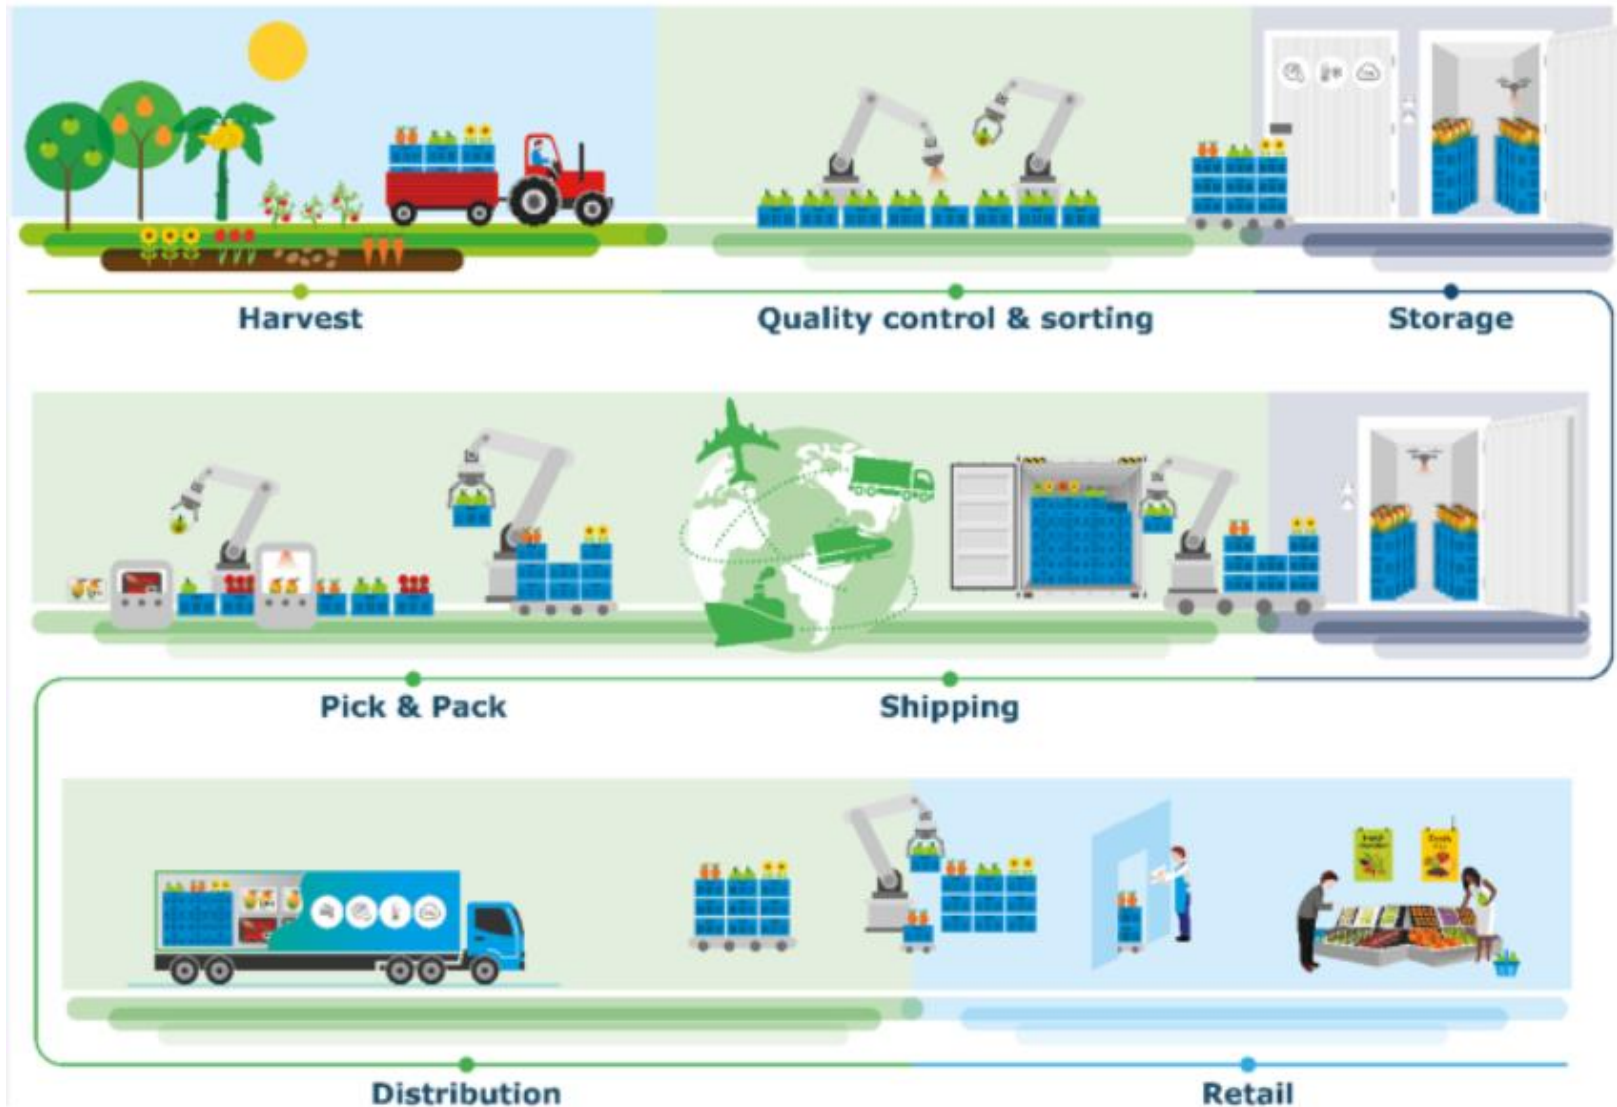 Harvest
Quality control & sorting
Storage
Pick & Pack
Shipping
Distribution
Retail